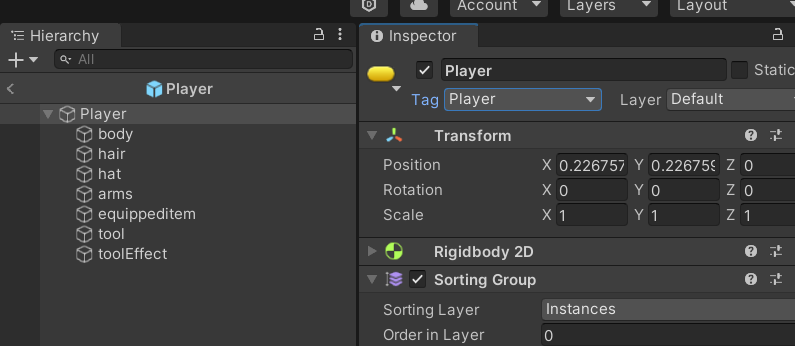 Account Layers Layout
Hierarchy
All
Player
Player
body
hair
hat
arms
equippeditem
tool
toolEffect
Inspector
Player Static
Tag Player Layer Default
Transform
Position X 0.226757 Y 0.226759 Z 0
Rotation X 0 Y 0 Z 0
Scale X 1 Y 1 Z 1
Rigidbody 2D
Sorting Group
Sorting Layer Instances
Order in Layer 0